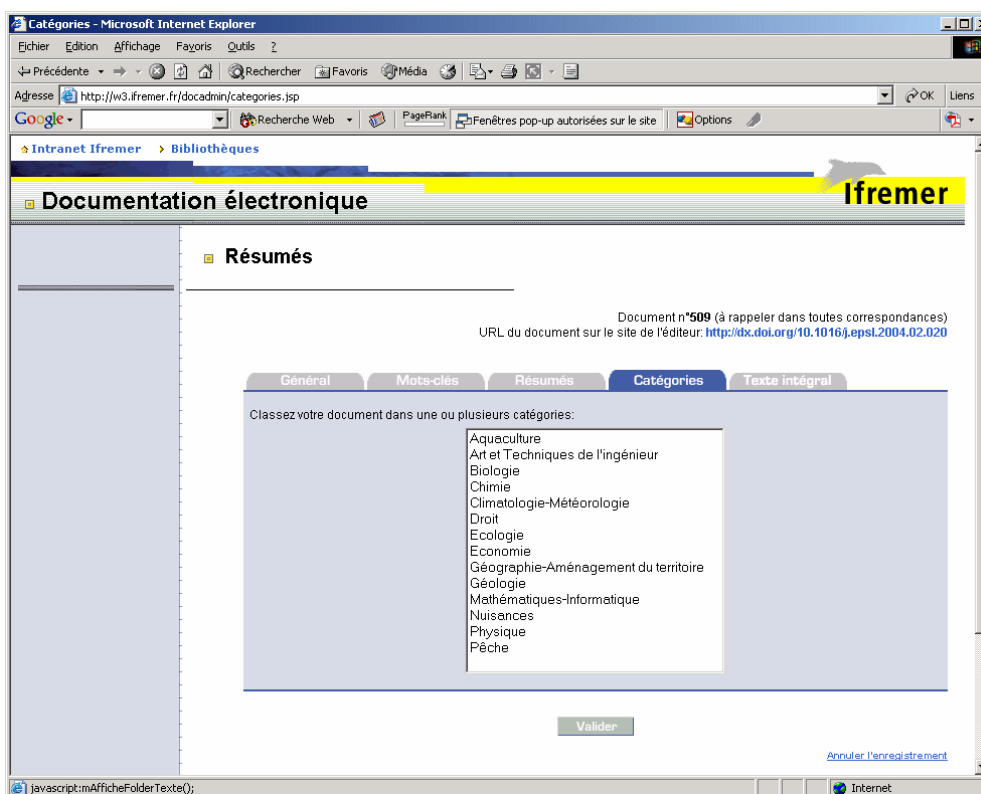 Catégories - Microsoft Internet Explorer
Fichier Edition Affichage Favoris Outils ?
Précédente Rechercher Favoris Média
Adresse http://w3.ifremer.fr/docadmin/categories.jsp OK Liens
Google Recherche Web PageRank Fenêtres pop-up autorisées sur le site Options
Intranet Ifremer Bibliothèques
Documentation électronique Ifremer
Résumés
Document n°509 (à rappeler dans toutes correspondances)
URL du document sur le site de l'éditeur: http://dx.doi.org/10.1016/j.epsl.2004.02.020
Général Mots-clés Résumés Catégories Texte intégral
Classez votre document dans une ou plusieurs catégories:
Aquaculture
Art et Techniques de l'ingénieur
Biologie
Chimie
Climatologie-Météorologie
Droit
Ecologie
Economie
Géographie-Aménagement du territoire
Géologie
Mathématiques-Informatique
Nuisances
Physique
Pêche
Valider
Annuler l'enregistrement
javascript:mAfficheFolderTexte(); Internet